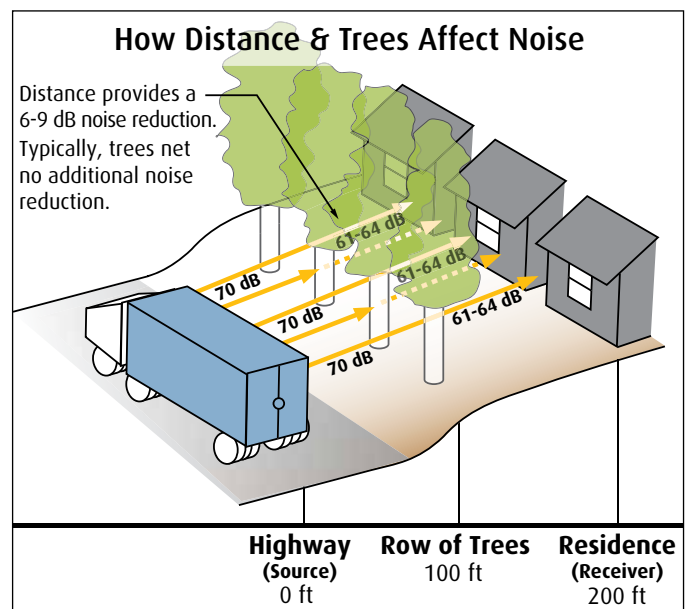 How Distance & Trees Affect Noise
Distance provides a
6-9 dB noise reduction.
Typically, trees net
no additional noise
reduction.
61-64 dB
70 dB
61-64 dB
70 dB
61-64 dB
70 dB
Highway
(Source)
0 ft
Row of Trees
100 ft
Residence
(Receiver)
200 ft